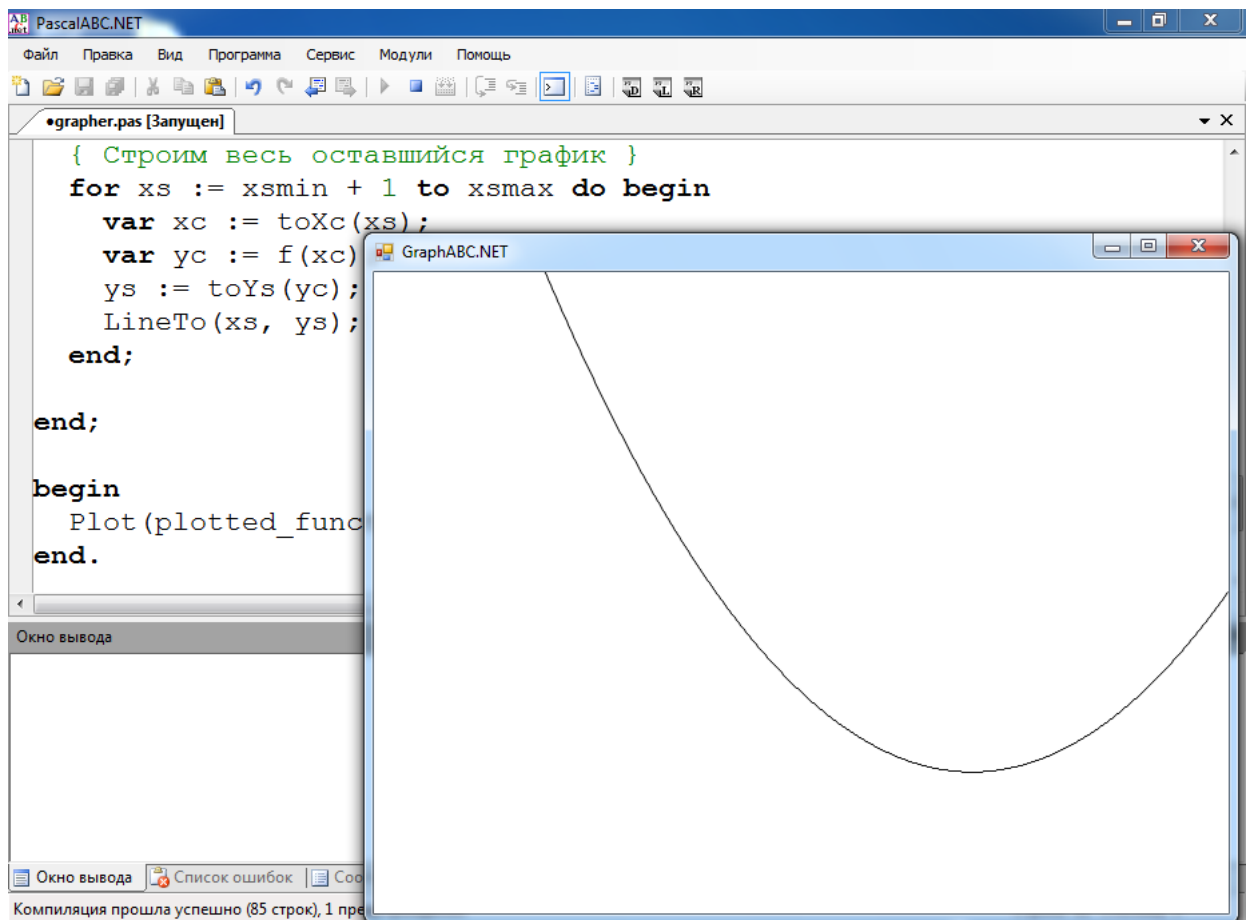 PascalABC.NET
Файл Правка Вид Программа Сервис Модули Помощь
•grapher.pas [Запущен]
{ Строим весь оставшийся график }
for xs := xsmin + 1 to xsmax do begin
var xc := toXc(xs);
var yc := f(xc)
ys := toYs(yc);
LineTo(xs, ys);
end;
end;
begin
Plot(plotted_func
end.
GraphABC.NET
Окно вывода
Окно вывода Список ошибок Соо
Компиляция прошла успешно (85 строк), 1 пре